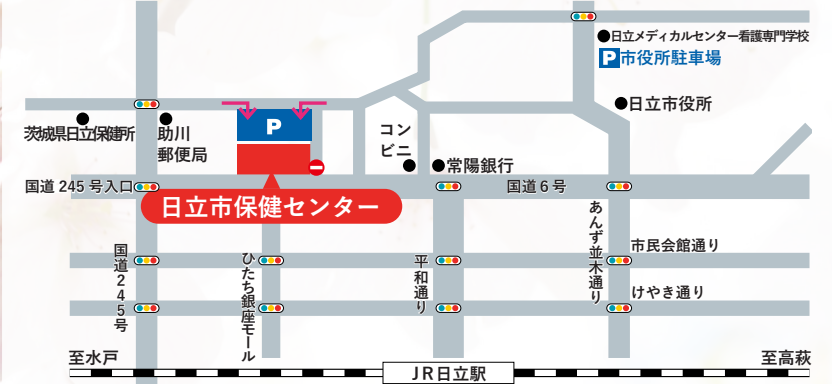 日立メディカルセンター看護専門学校
P市役所駐車場
日立市役所
P
茨城県日立保健所
助川
郵便局
コン
ビニ
常陽銀行
国道245号入口
国道6号
日立市保健センター
あんず並木通り
国道245号
ひたち銀座モール
平和通り
市民会館通り
けやき通り
至水戸
至高萩
JR日立駅